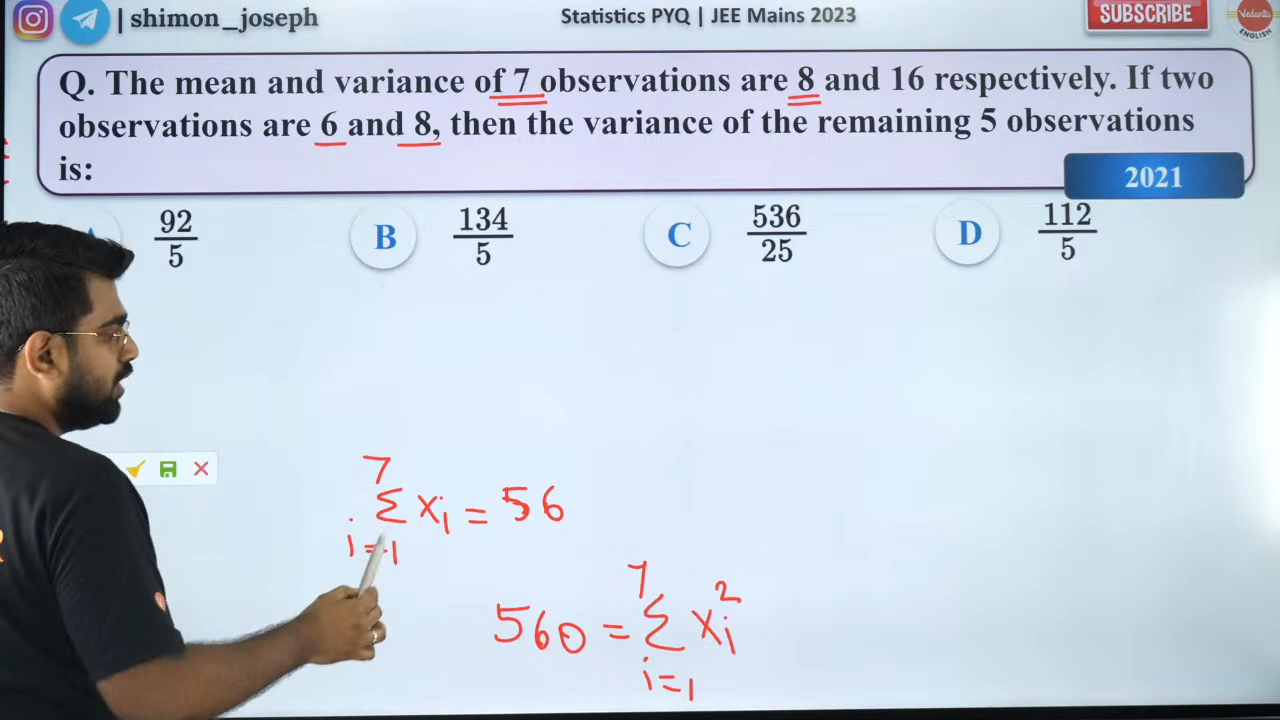 | shimon_joseph
Statistics PYQ | JEE Mains 2023
SUBSCRIBE
Vedantu
ENGLISH
Q. The mean and variance of 7 observations are 8 and 16 respectively. If two
observations are 6 and 8, then the variance of the remaining 5 observations
is:
2021
A 92/5 B 134/5 C 536/25 D 112/5
7
Σ xi = 56
i=1
7
560 = Σ xi²
i=1